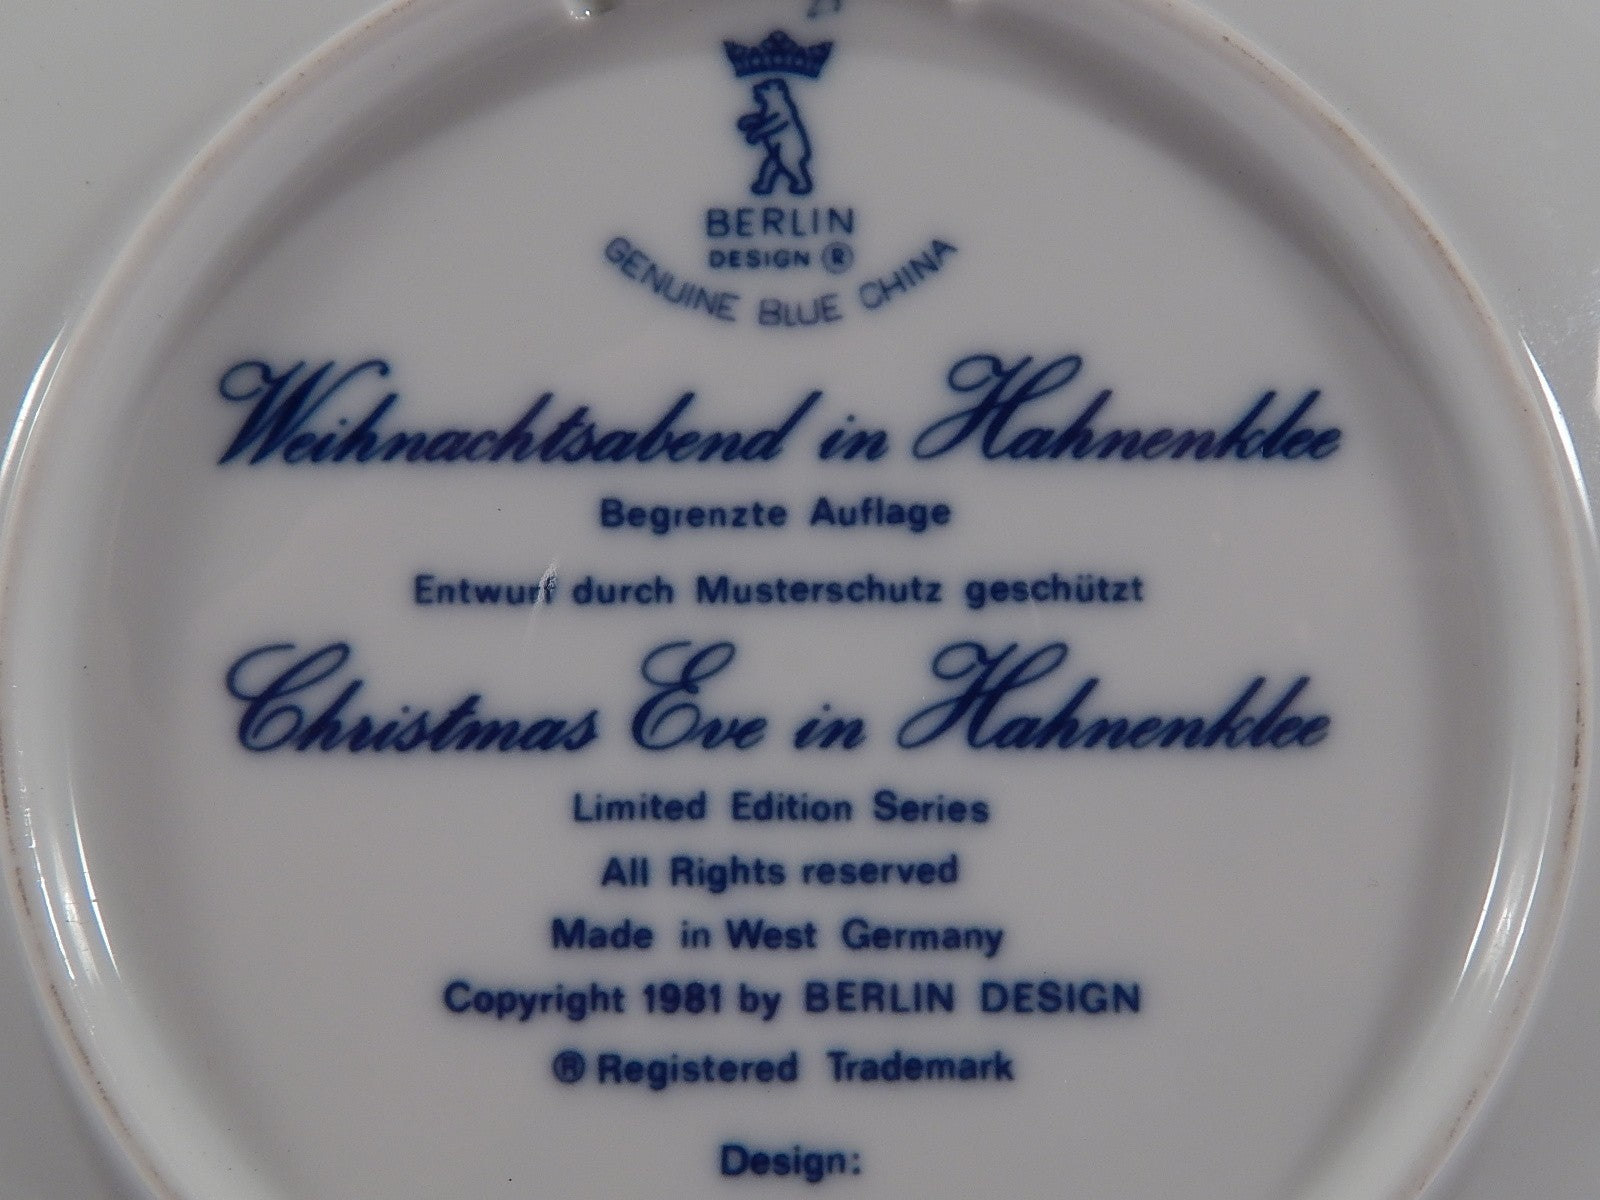 BERLIN
DESIGN ®
GENUINE BLUE CHINA
Weihnachtsabend in Hahnenklee
Begrenzte Auflage
Entwurf durch Musterschutz geschützt
Christmas Eve in Hahnenklee
Limited Edition Series
All Rights reserved
Made in West Germany
Copyright 1981 by BERLIN DESIGN
® Registered Trademark
Design: